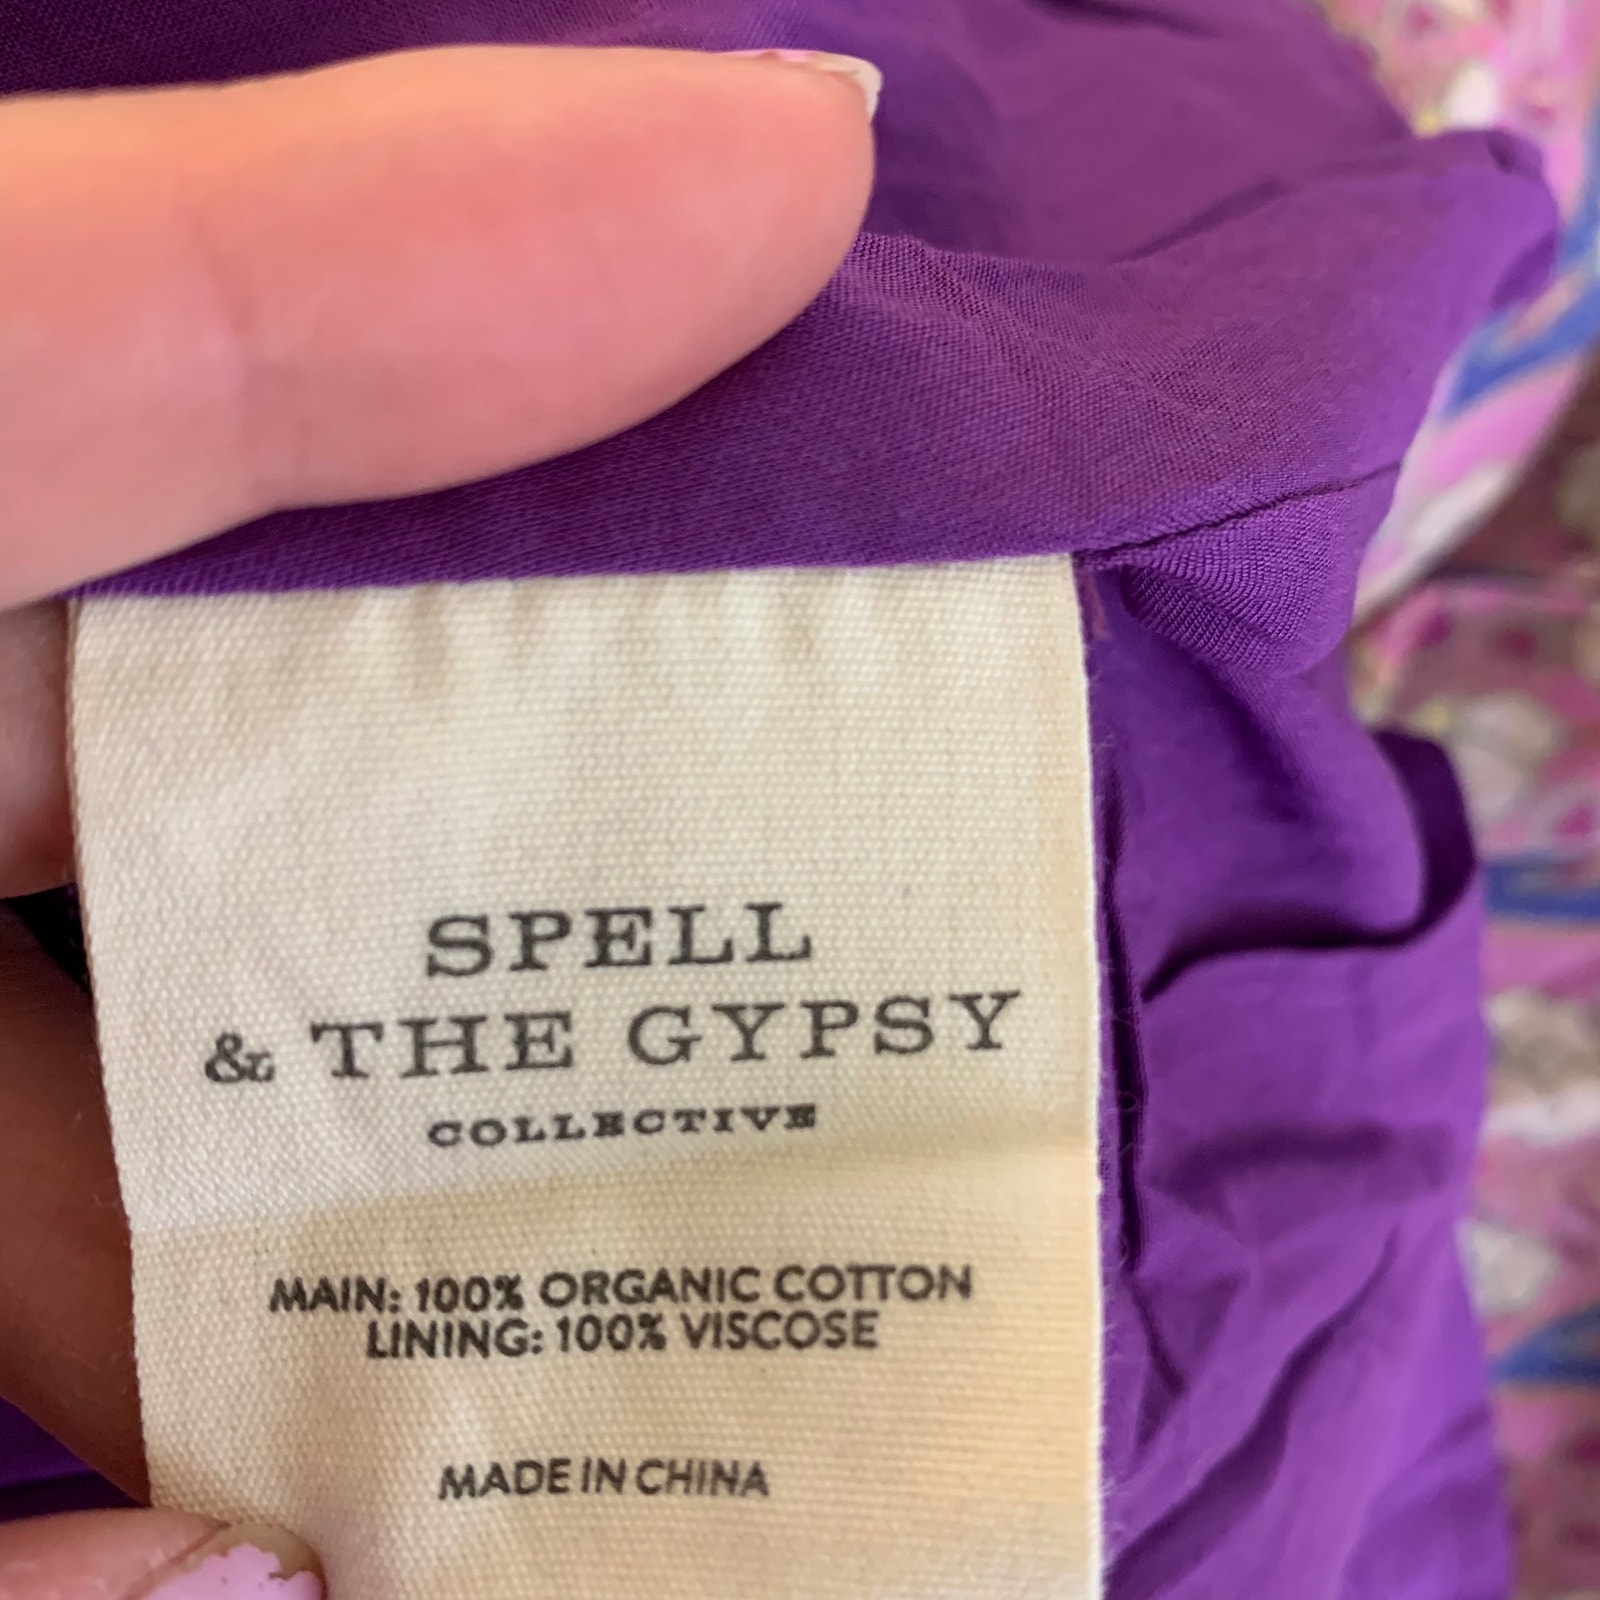 SPELL
& THE GYPSY
COLLECTIVE
MAIN: 100% ORGANIC COTTON
LINING: 100% VISCOSE
MADE IN CHINA